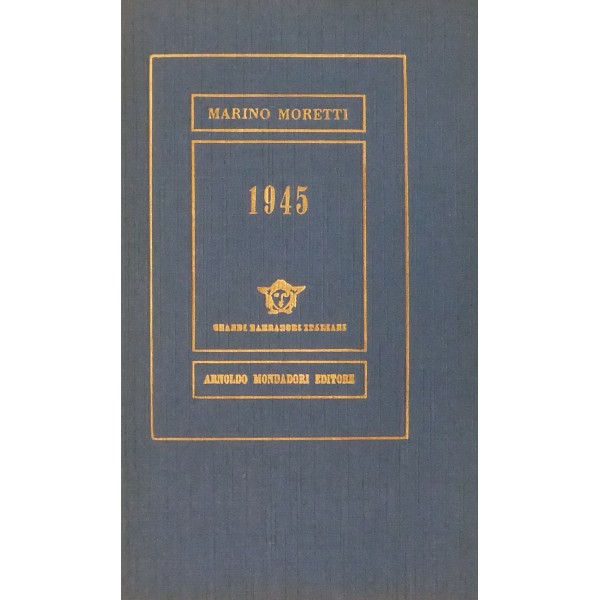 MARINO MORETTI
1945
GRANDI NARRATORI ITALIANI
ARNOLDO MONDADORI EDITORE